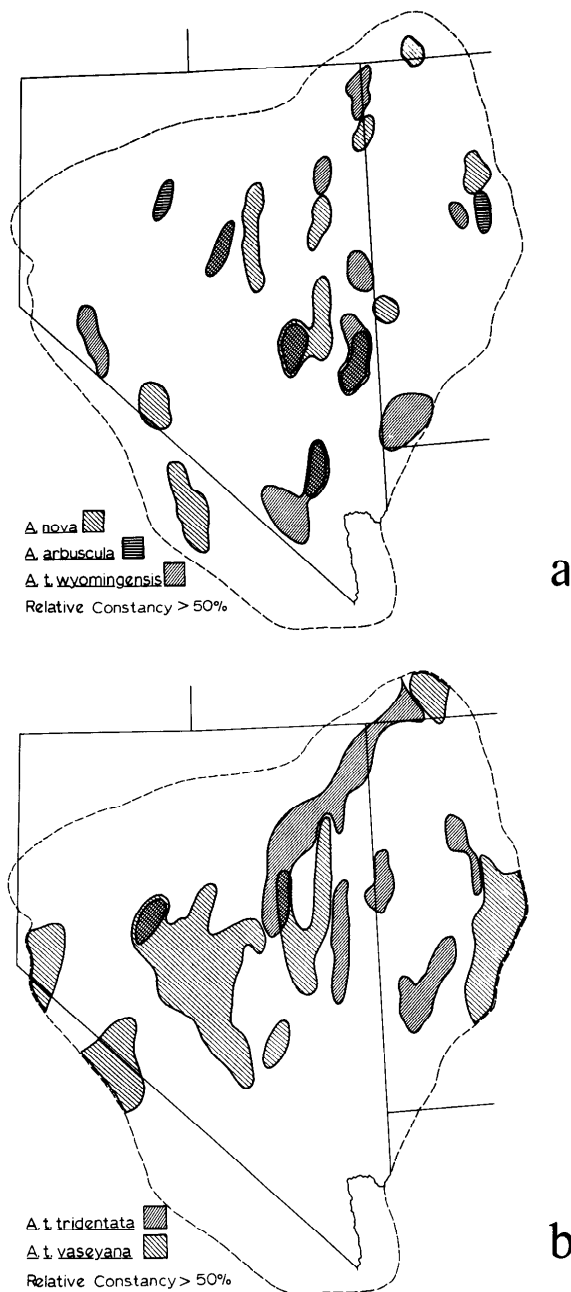 A. nova
A. arbuscula
A. t. wyomingensis
Relative Constancy > 50%
a
A. t. tridentata
A. t. vaseyana
Relative Constancy > 50%
b